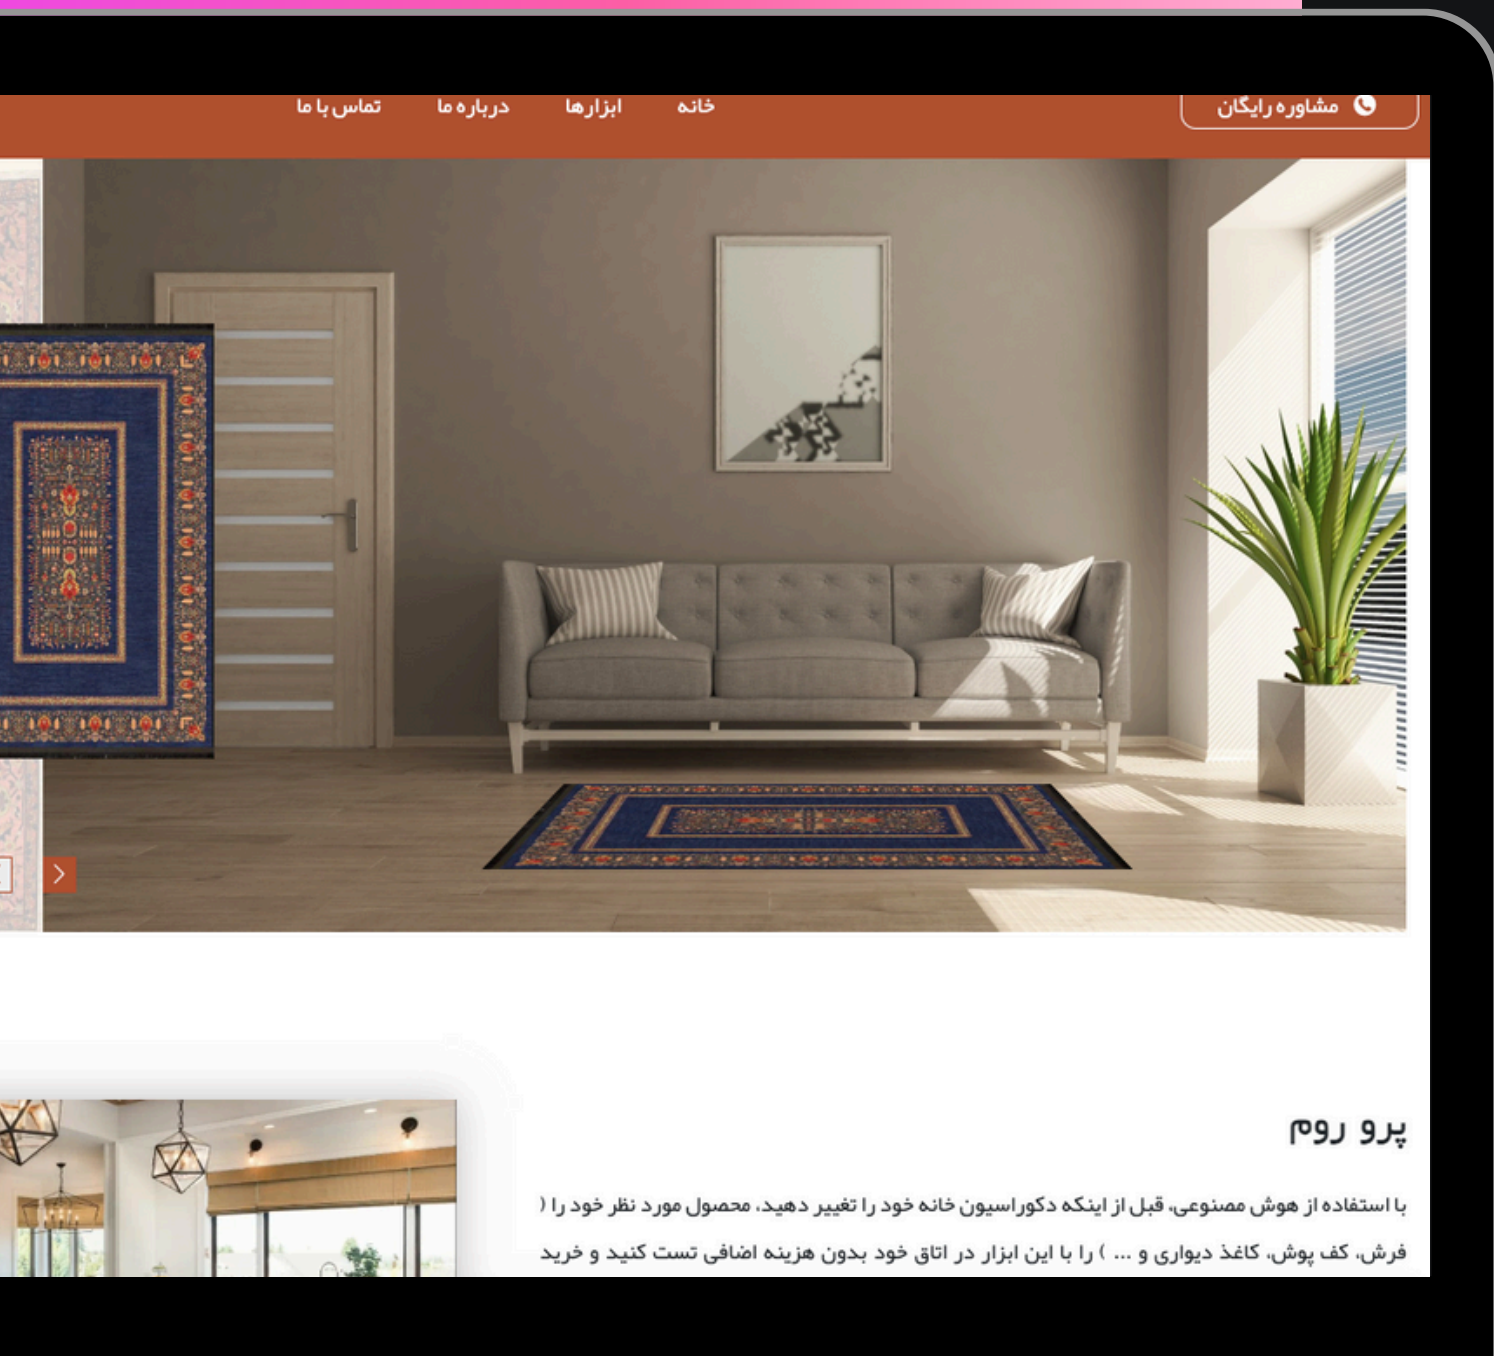 مشاوره رایگان
خانه
ابزارها
درباره ما
تماس با ما
پرو روم
با استفاده از هوش مصنوعی، قبل از اینکه دکوراسیون خانه خود را تغییر دهید، محصول مورد نظر خود را (
فرش، کف پوش، کاغذ دیواری و ... ) را با این ابزار در اتاق خود بدون هزینه اضافی تست کنید و خرید